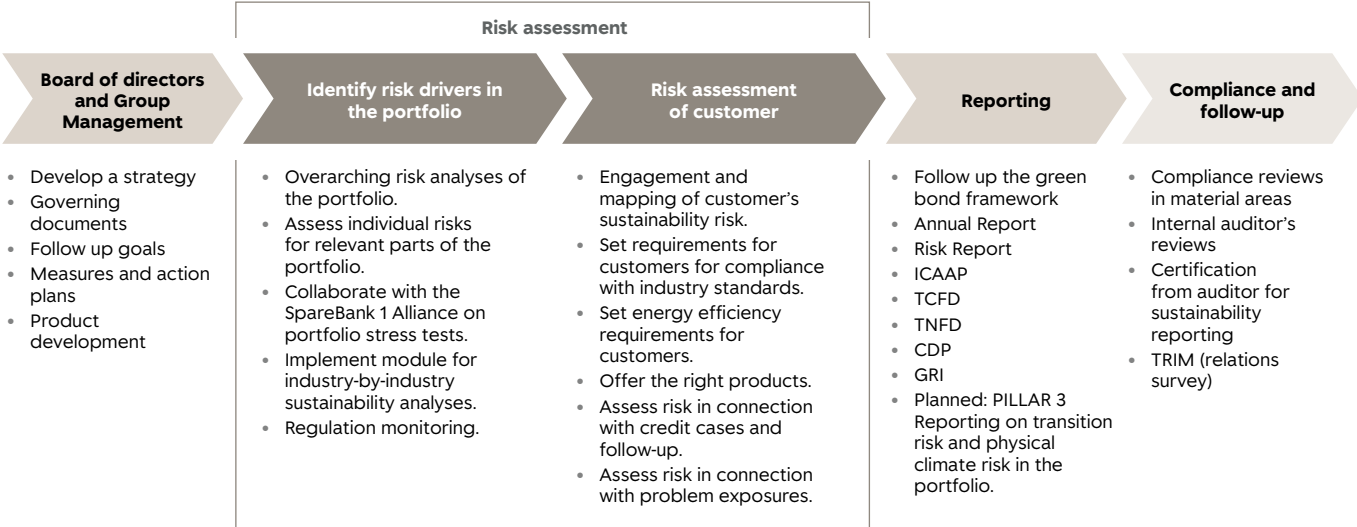 Risk assessment
Board of directors
and Group
Management
Identify risk drivers in
the portfolio
Risk assessment
of customer
Reporting
Compliance and
follow-up
• Develop a strategy
• Governing
documents
• Follow up goals
• Measures and action
plans
• Product
development
• Overarching risk analyses of
the portfolio.
• Assess individual risks
for relevant parts of the
portfolio.
• Collaborate with the
SpareBank 1 Alliance on
portfolio stress tests.
• Implement module for
industry-by-industry
sustainability analyses.
• Regulation monitoring.
• Engagement and
mapping of customer’s
sustainability risk.
• Set requirements for
customers for compliance
with industry standards.
• Set energy efficiency
requirements for
customers.
• Offer the right products.
• Assess risk in connection
with credit cases and
follow-up.
• Assess risk in connection
with problem exposures.
• Follow up the green
bond framework
• Annual Report
• Risk Report
• ICAAP
• TCFD
• TNFD
• CDP
• GRI
• Planned: PILLAR 3
Reporting on transition
risk and physical
climate risk in the
portfolio.
• Compliance reviews
in material areas
• Internal auditor’s
reviews
• Certification
from auditor for
sustainability
reporting
• TRIM (relations
survey)